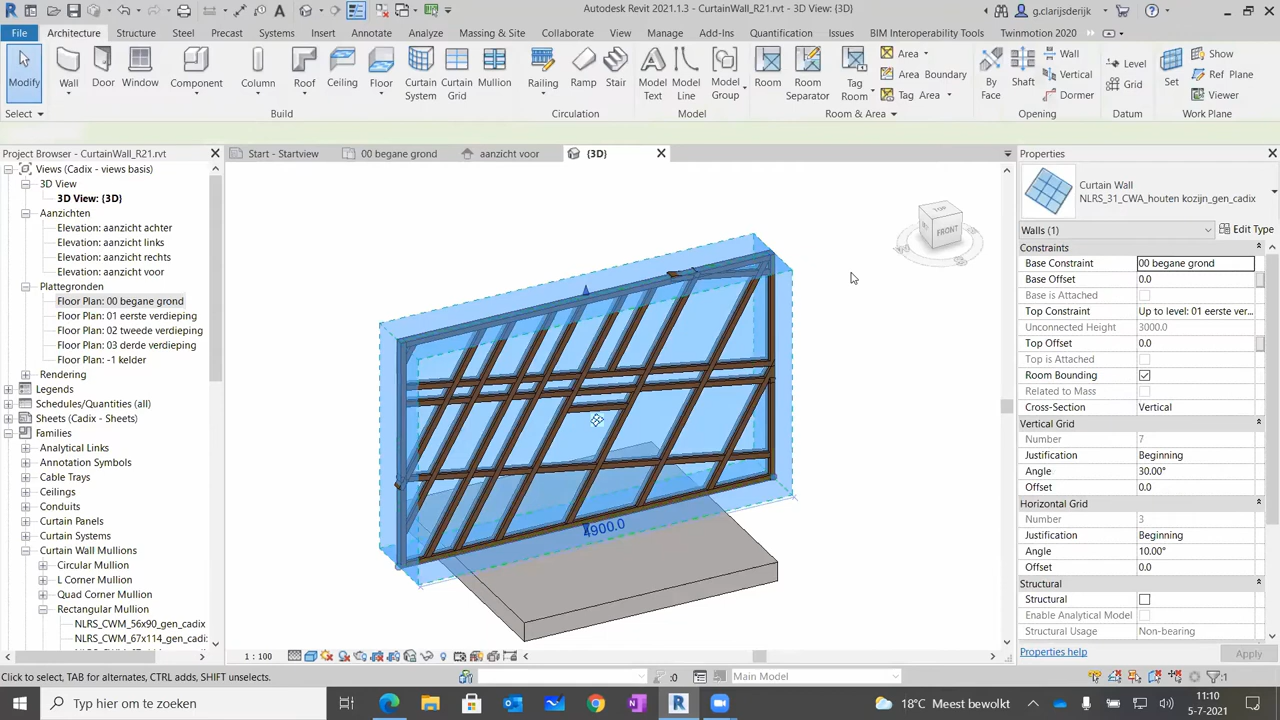 Autodesk Revit 2021.1.3 - CurtainWall_R21.rvt - 3D View: {3D}
g.clarijsderijk
File Architecture Structure Steel Precast Systems Insert Annotate Analyze Massing & Site Collaborate View Manage Add-Ins Quantification Issues BIM Interoperability Tools Twinmotion 2020
Modify Wall Door Window Component Column Roof Ceiling Floor Curtain System Curtain Grid Mullion Railing Ramp Stair Model Text Model Line Model Group Room Room Separator Tag Room Area Area Boundary Tag Area By Face Shaft Wall Vertical Dormer Level Grid Set Show Ref Plane Viewer
Select Build Circulation Model Room & Area Opening Datum Work Plane
Project Browser - CurtainWall_R21.rvt
Start - Startview 00 begane grond aanzicht voor {3D}
Views (Cadix - views basis)
3D View
3D View: {3D}
Aanzichten
Elevation: aanzicht achter
Elevation: aanzicht links
Elevation: aanzicht rechts
Elevation: aanzicht voor
Plattegronden
Floor Plan: 00 begane grond
Floor Plan: 01 eerste verdieping
Floor Plan: 02 tweede verdieping
Floor Plan: 03 derde verdieping
Floor Plan: -1 kelder
Rendering
Legends
Schedules/Quantities (all)
Sheets (Cadix - Sheets)
Families
Analytical Links
Annotation Symbols
Cable Trays
Ceilings
Conduits
Curtain Panels
Curtain Systems
Curtain Wall Mullions
Circular Mullion
L Corner Mullion
Quad Corner Mullion
Rectangular Mullion
NLRS_CWM_56x90_gen_cadix
NLRS_CWM_67x114_gen_cadix
TOP
FRONT
4900.0
1 : 100
Properties
Curtain Wall
NLRS_31_CWA_houten kozijn_gen_cadix
Walls (1) Edit Type
Constraints
Base Constraint 00 begane grond
Base Offset 0.0
Base is Attached
Top Constraint Up to level: 01 eerste ver...
Unconnected Height 3000.0
Top Offset 0.0
Top is Attached
Room Bounding
Related to Mass
Cross-Section Vertical
Vertical Grid
Number 7
Justification Beginning
Angle 30.00°
Offset 0.0
Horizontal Grid
Number 3
Justification Beginning
Angle 10.00°
Offset 0.0
Structural
Structural
Enable Analytical Model
Structural Usage Non-bearing
Properties help Apply
Click to select, TAB for alternates, CTRL adds, SHIFT unselects. :0 Main Model :1
Typ hier om te zoeken
18°C Meest bewolkt
11:10
5-7-2021